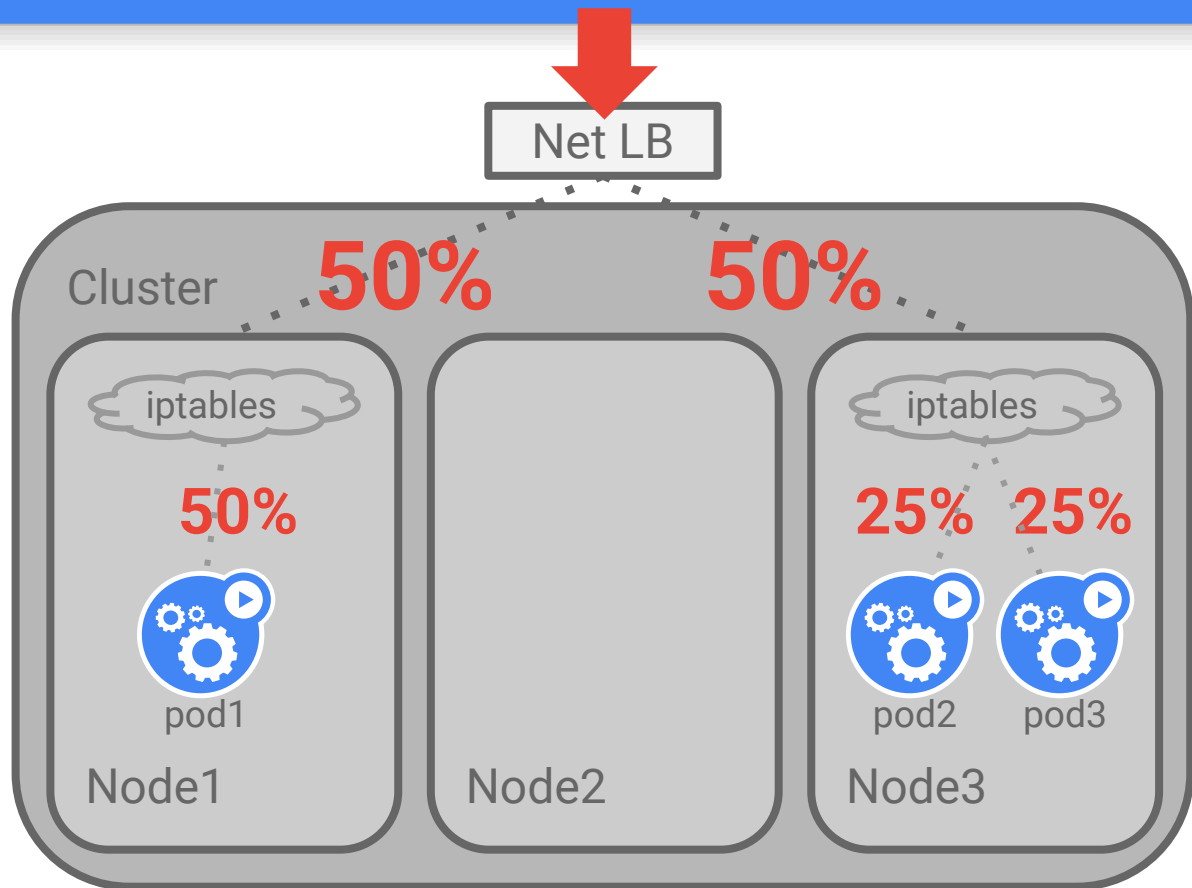 Net LB
Cluster
50%
50%
iptables
iptables
50%
25%
25%
pod1
pod2
pod3
Node1
Node2
Node3